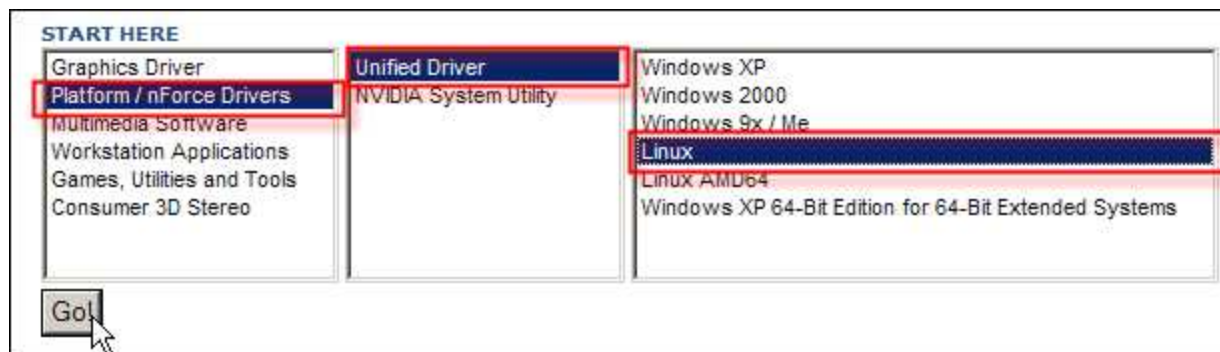 START HERE
Graphics Driver
Platform / nForce Drivers
Multimedia Software
Workstation Applications
Games, Utilities and Tools
Consumer 3D Stereo
Unified Driver
NVIDIA System Utility
Windows XP
Windows 2000
Windows 9x / Me
Linux
Linux AMD64
Windows XP 64-Bit Edition for 64-Bit Extended Systems
Go!